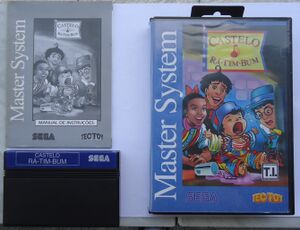 Master System
CASTELO
RÁ-TIM-BUM
MANUAL DE INSTRUÇÕES
SEGA
TECTOY
CASTELO
RA-TIM-BUM
SEGA
Master System
CASTELO
RÁ-TIM-BUM
T.I.
SEGA
TECTOY